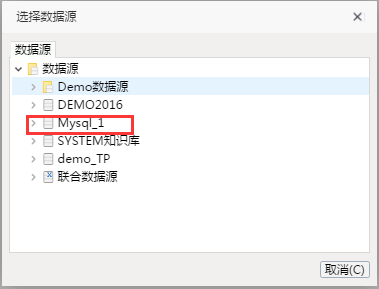 选择数据源
数据源
数据源
Demo数据源
DEMO2016
Mysql_1
SYSTEM知识库
demo_TP
联合数据源
取消(C)